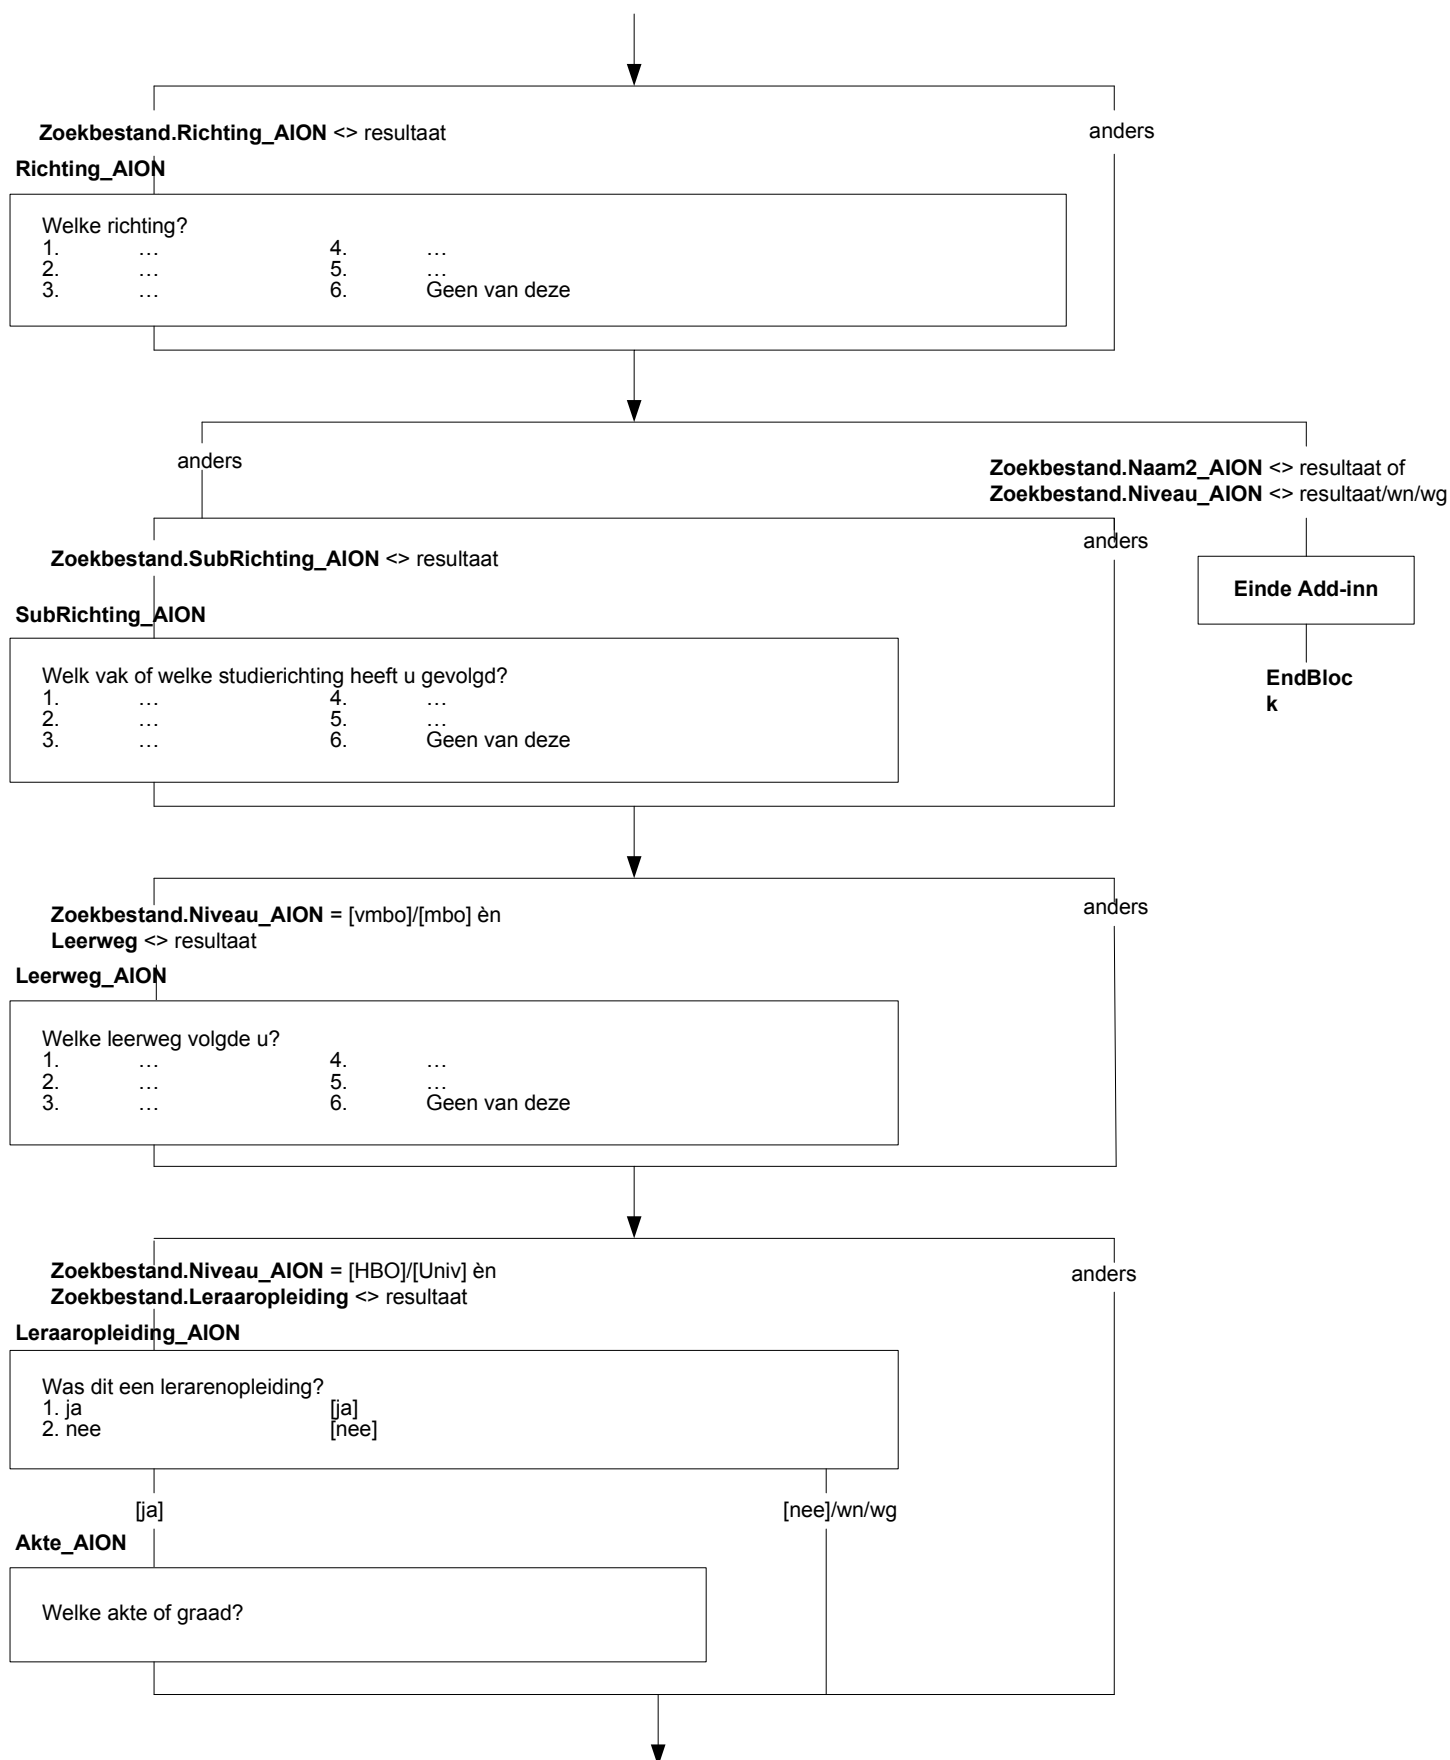 Zoekbestand.Richting_AION <> resultaat
anders
Richting_AION
Welke richting?
1. … 4. …
2. … 5. …
3. … 6. Geen van deze
anders
Zoekbestand.Naam2_AION <> resultaat of
Zoekbestand.Niveau_AION <> resultaat/wn/wg
anders
Zoekbestand.SubRichting_AION <> resultaat
Einde Add-inn
SubRichting_AION
Welk vak of welke studierichting heeft u gevolgd?
1. … 4. …
2. … 5. …
3. … 6. Geen van deze
EndBloc
k
Zoekbestand.Niveau_AION = [vmbo]/[mbo] èn
Leerweg <> resultaat
anders
Leerweg_AION
Welke leerweg volgde u?
1. … 4. …
2. … 5. …
3. … 6. Geen van deze
Zoekbestand.Niveau_AION = [HBO]/[Univ] èn
Zoekbestand.Leraaropleiding <> resultaat
anders
Leraaropleiding_AION
Was dit een lerarenopleiding?
1. ja [ja]
2. nee [nee]
[ja]
[nee]/wn/wg
Akte_AION
Welke akte of graad?